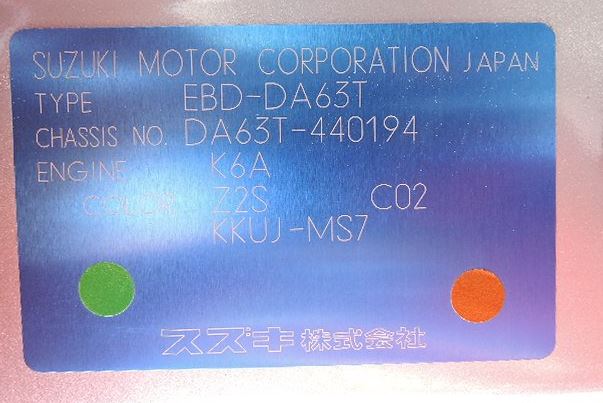 SUZUKI MOTOR CORPORATION JAPAN
TYPE EBD-DA63T
CHASSIS NO. DA63T-440194
ENGINE K6A
COLOR Z2S C02
KKUJ-MS7
スズキ株式会社